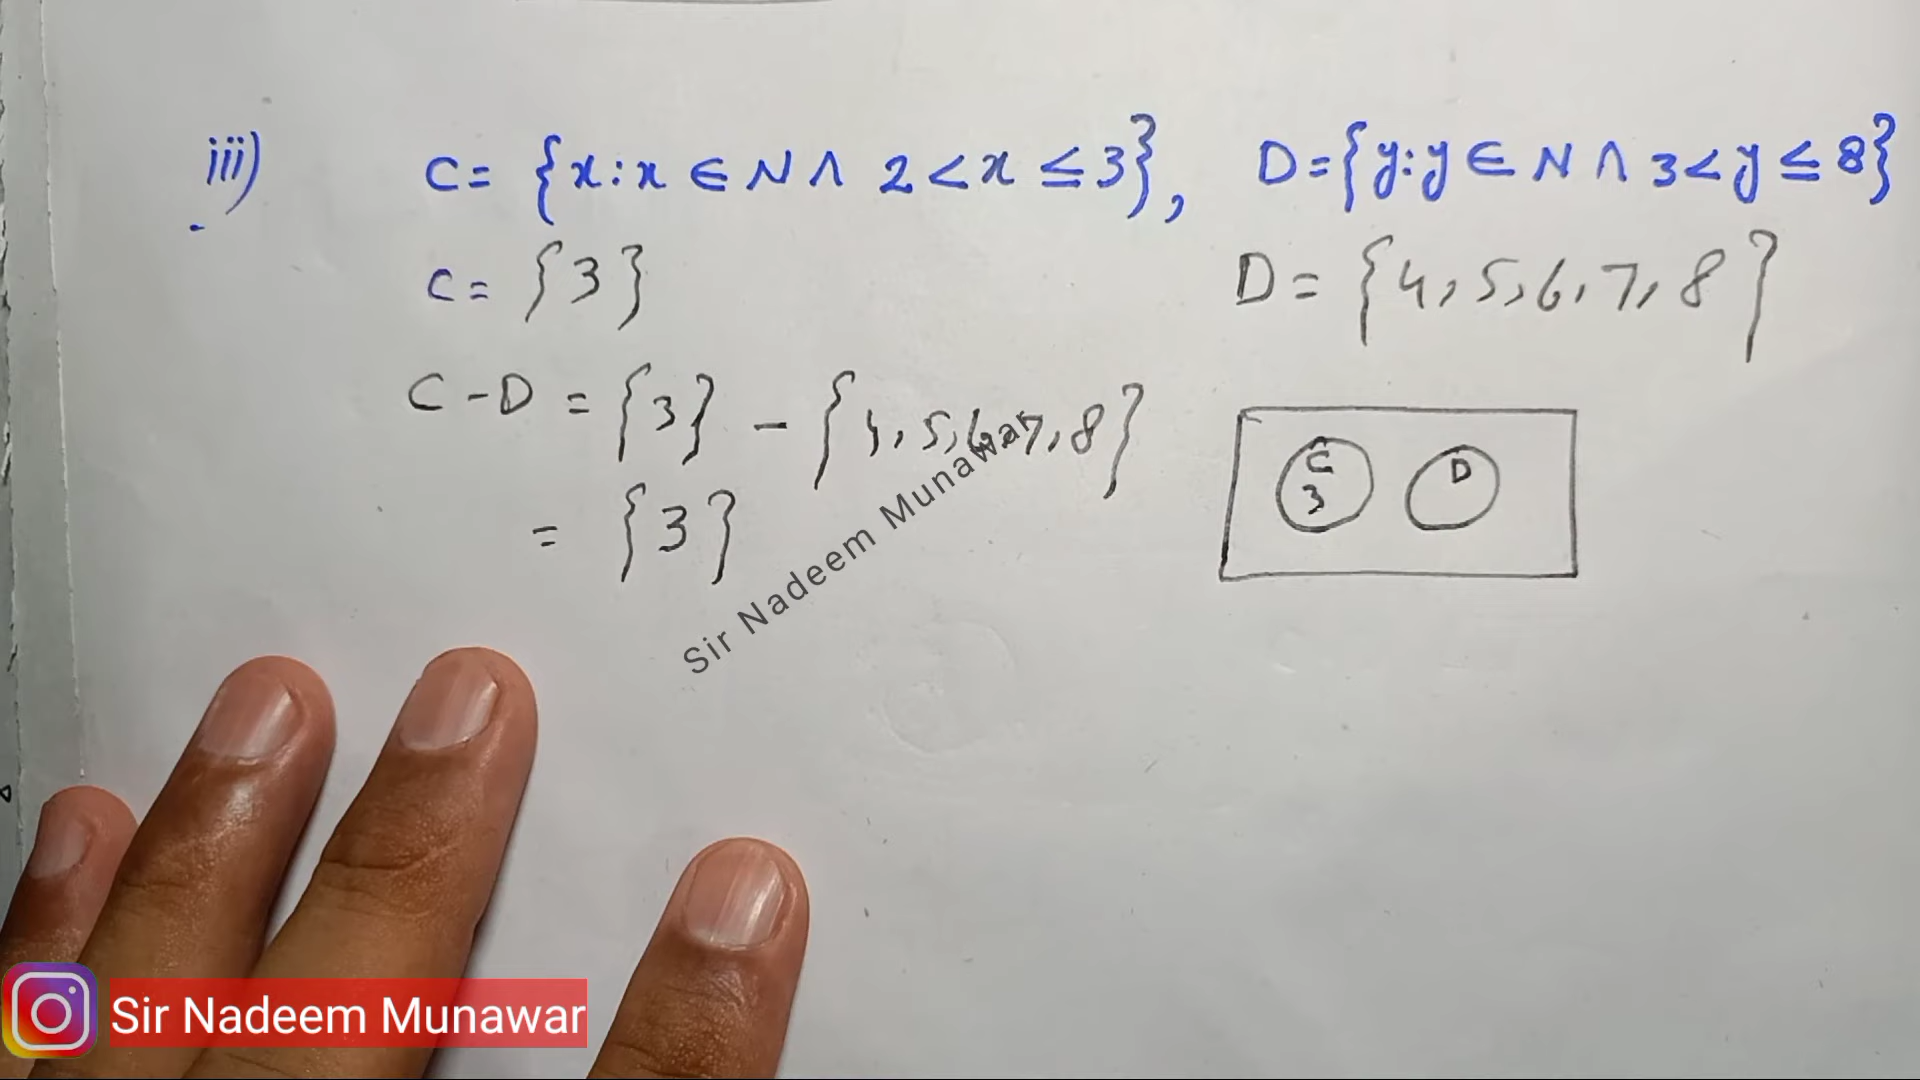 iii) C = {x : x ∈ N ∧ 2 < x ≤ 3}, D = {y : y ∈ N ∧ 3 < y ≤ 8}
C = {3} D = {4, 5, 6, 7, 8}
C - D = {3} - {4, 5, 6, 7, 8}
= {3}
C D
3
Sir Nadeem Munawar
Sir Nadeem Munawar